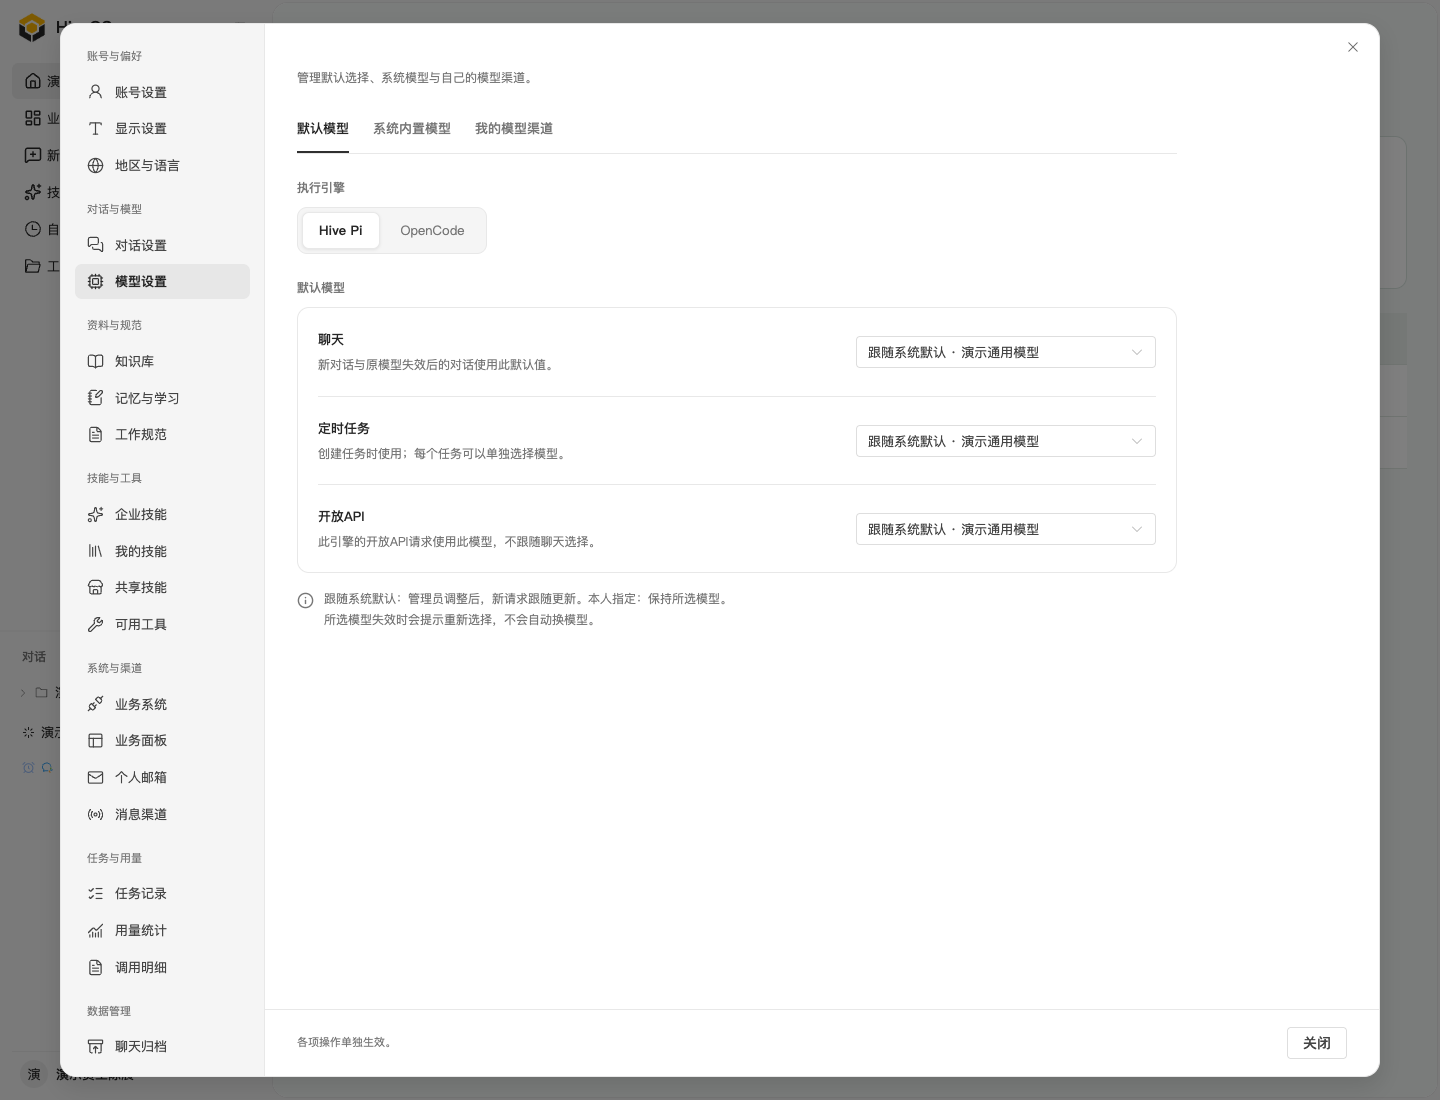 账号与偏好
账号设置
显示设置
地区与语言
对话与模型
对话设置
模型设置
资料与规范
知识库
记忆与学习
工作规范
技能与工具
企业技能
我的技能
共享技能
可用工具
系统与渠道
业务系统
业务面板
个人邮箱
消息渠道
任务与用量
任务记录
用量统计
调用明细
数据管理
聊天归档
管理默认选择、系统模型与自己的模型渠道。
默认模型 系统内置模型 我的模型渠道
执行引擎
Hive Pi OpenCode
默认模型
聊天
新对话与原模型失效后的对话使用此默认值。
跟随系统默认 · 演示通用模型
定时任务
创建任务时使用；每个任务可以单独选择模型。
跟随系统默认 · 演示通用模型
开放API
此引擎的开放API请求使用此模型，不跟随聊天选择。
跟随系统默认 · 演示通用模型
跟随系统默认：管理员调整后，新请求跟随更新。本人指定：保持所选模型。
所选模型失效时会提示重新选择，不会自动换模型。
各项操作单独生效。
关闭
对话
演